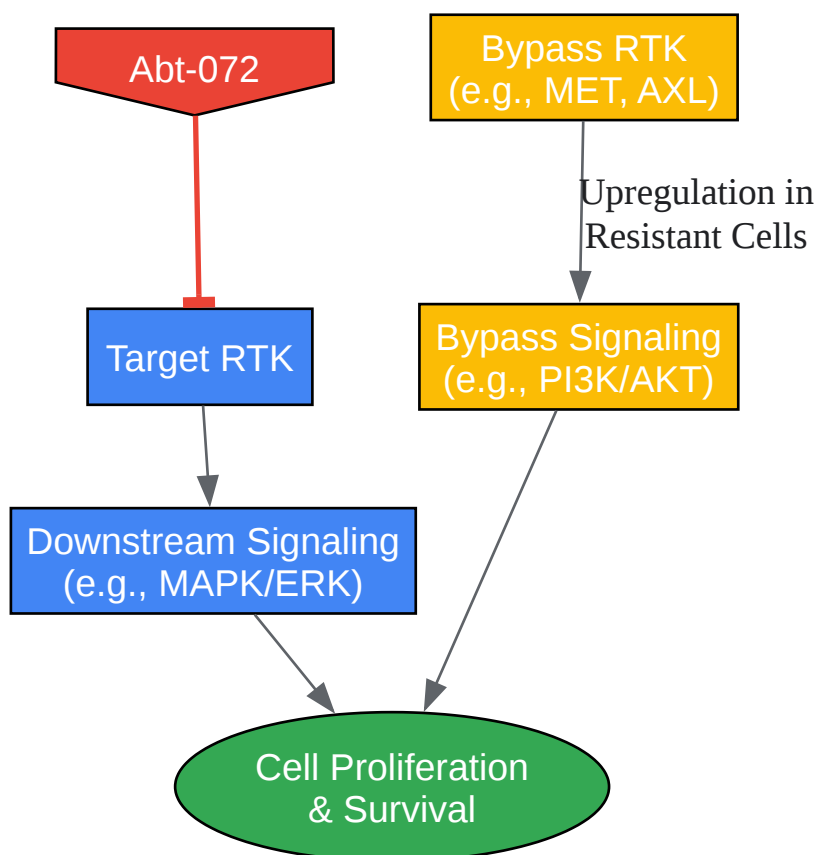 Abt-072
Bypass RTK
(e.g., MET, AXL)
Upregulation in
Resistant Cells
Target RTK
Bypass Signaling
(e.g., PI3K/AKT)
Downstream Signaling
(e.g., MAPK/ERK)
Cell Proliferation
& Survival